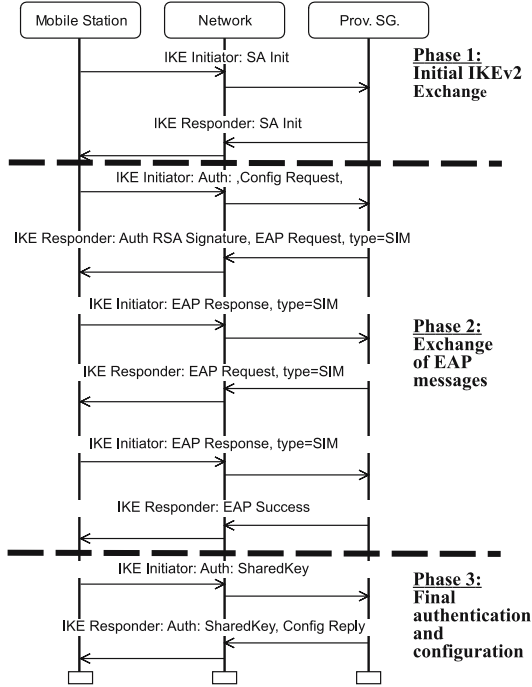 Mobile Station
Network
Prov. SG.
IKE Initiator: SA Init
Phase 1:
Initial IKEv2
Exchange
IKE Responder: SA Init
IKE Initiator: Auth: ,Config Request,
IKE Responder: Auth RSA Signature, EAP Request, type=SIM
IKE Initiator: EAP Response, type=SIM
Phase 2:
Exchange
of EAP
messages
IKE Responder: EAP Request, type=SIM
IKE Initiator: EAP Response, type=SIM
IKE Responder: EAP Success
IKE Initiator: Auth: SharedKey
Phase 3:
Final
authentication
and
configuration
IKE Responder: Auth: SharedKey, Config Reply